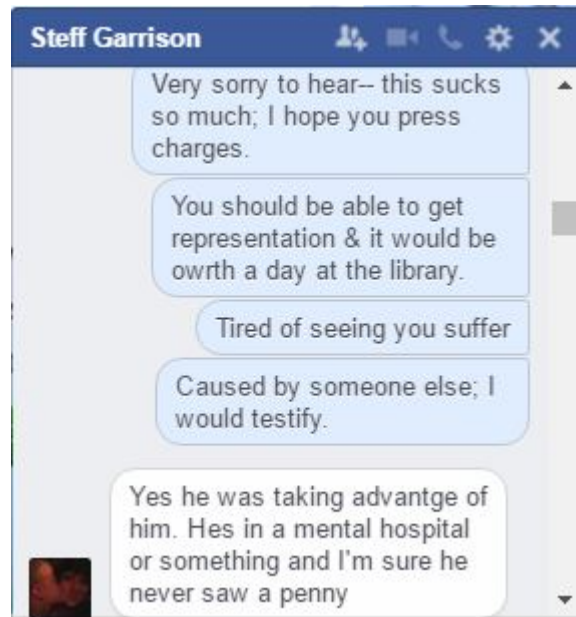 Steff Garrison
Very sorry to hear-- this sucks
so much; I hope you press
charges.
You should be able to get
representation & it would be
owrth a day at the library.
Tired of seeing you suffer
Caused by someone else; I
would testify.
Yes he was taking advantge of
him. Hes in a mental hospital
or something and I'm sure he
never saw a penny